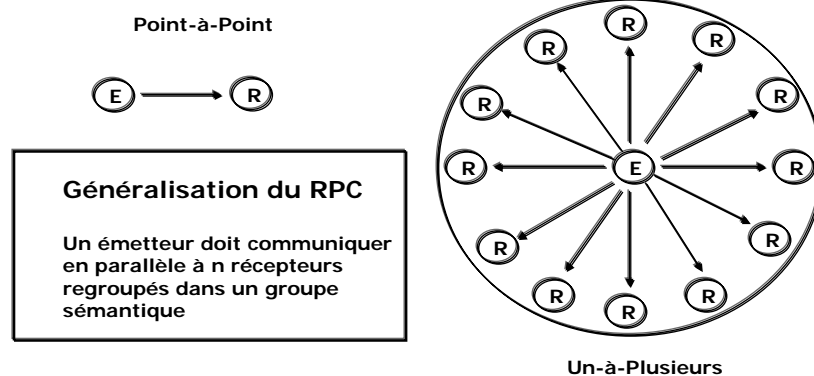 Point-à-Point
E R
Généralisation du RPC
Un émetteur doit communiquer
en parallèle à n récepteurs
regroupés dans un groupe
sémantique
R
R
R
R
R
R
E
R
R
R
R
R
R
Un-à-Plusieurs